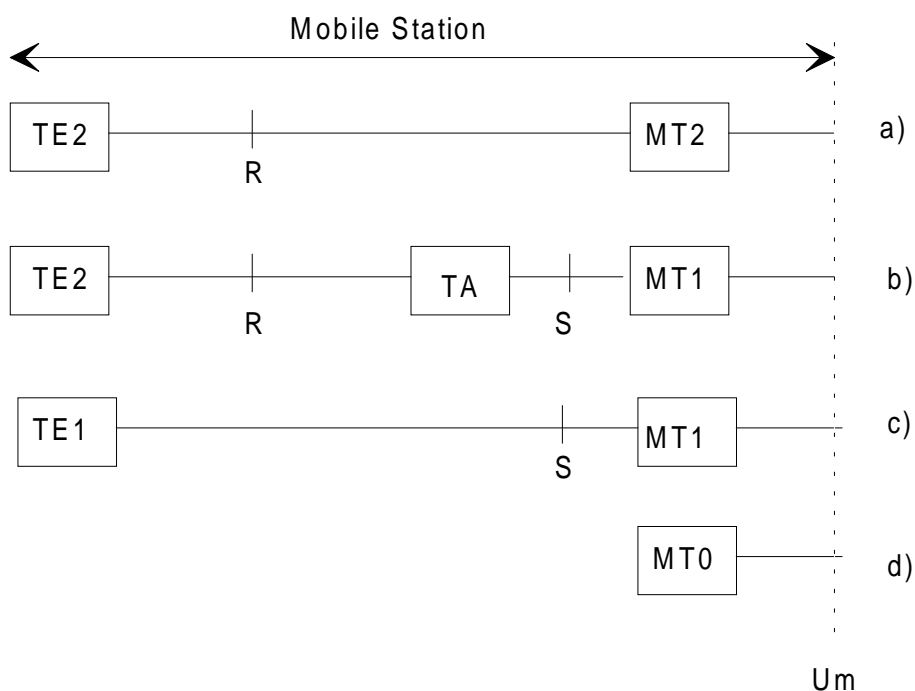 Mobile Station
TE2 MT2 a)
R
TE2 TA MT1 b)
R S
TE1 MT1 c)
S
MT0 d)
Um